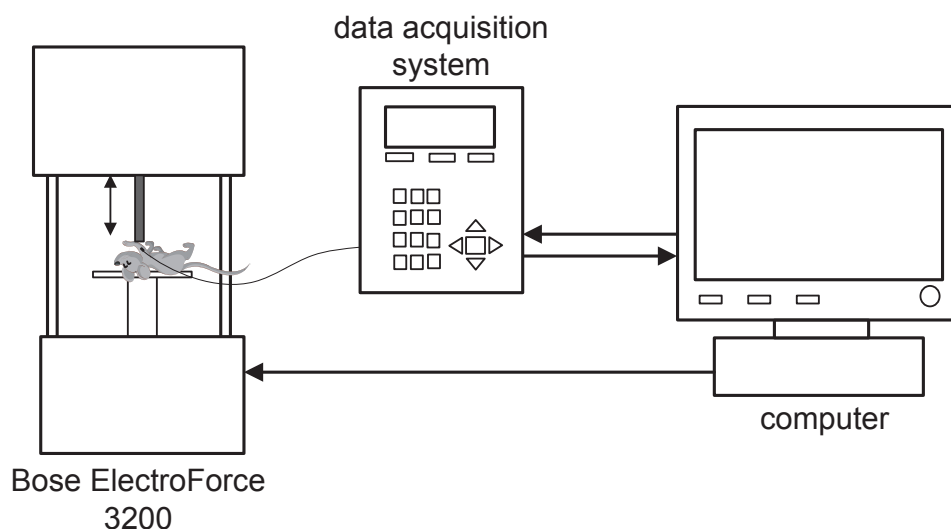 data acquisition
system
computer
Bose ElectroForce
3200